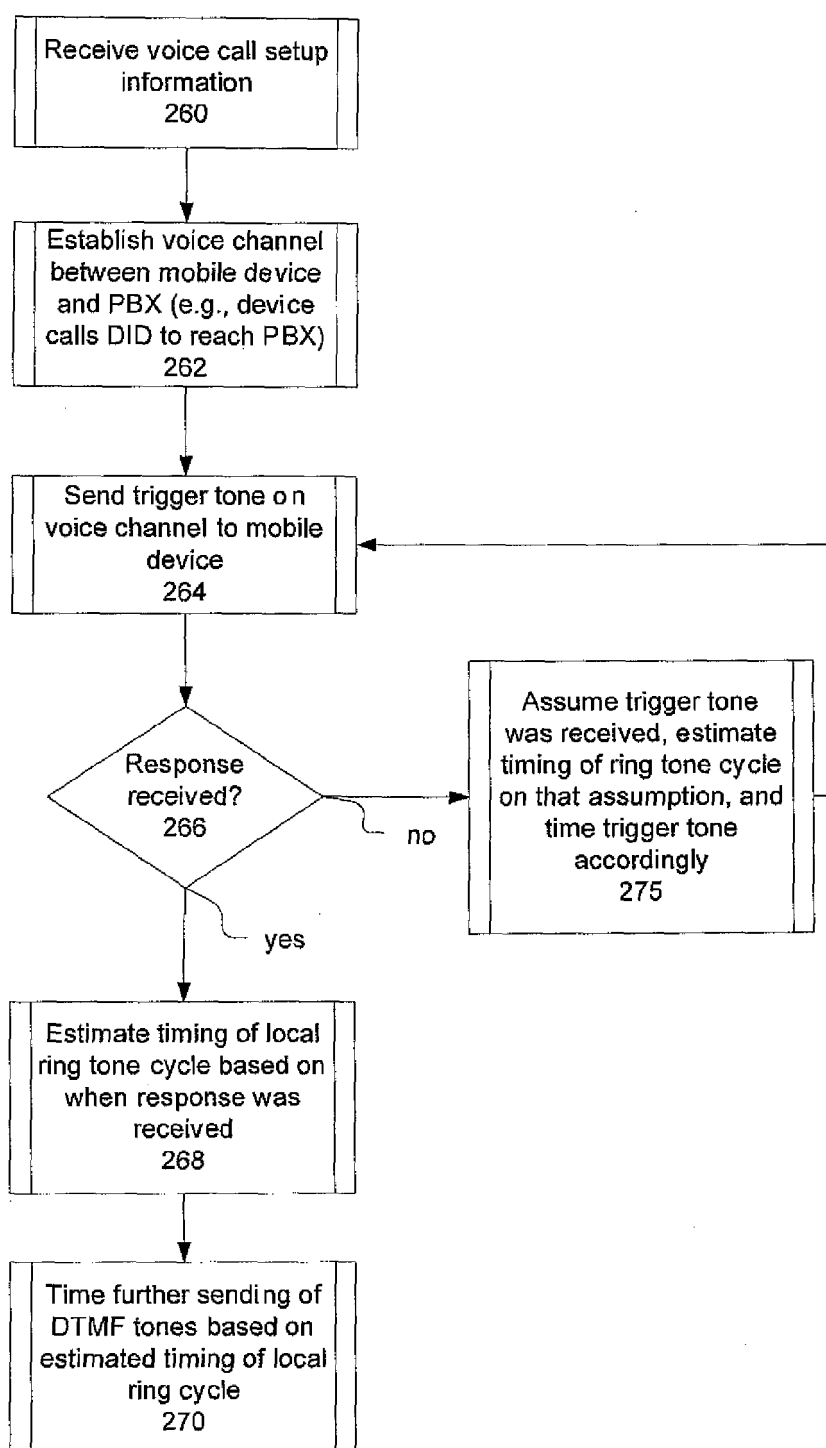 Receive voice call setup
information
260
Establish voice channel
between mobile device
and PBX (e.g., device
calls DID to reach PBX)
262
Send trigger tone on
voice channel to mobile
device
264
Response
received?
266
no
yes
Assume trigger tone
was received, estimate
timing of ring tone cycle
on that assumption, and
time trigger tone
accordingly
275
Estimate timing of local
ring tone cycle based on
when response was
received
268
Time further sending of
DTMF tones based on
estimated timing of local
ring cycle
270